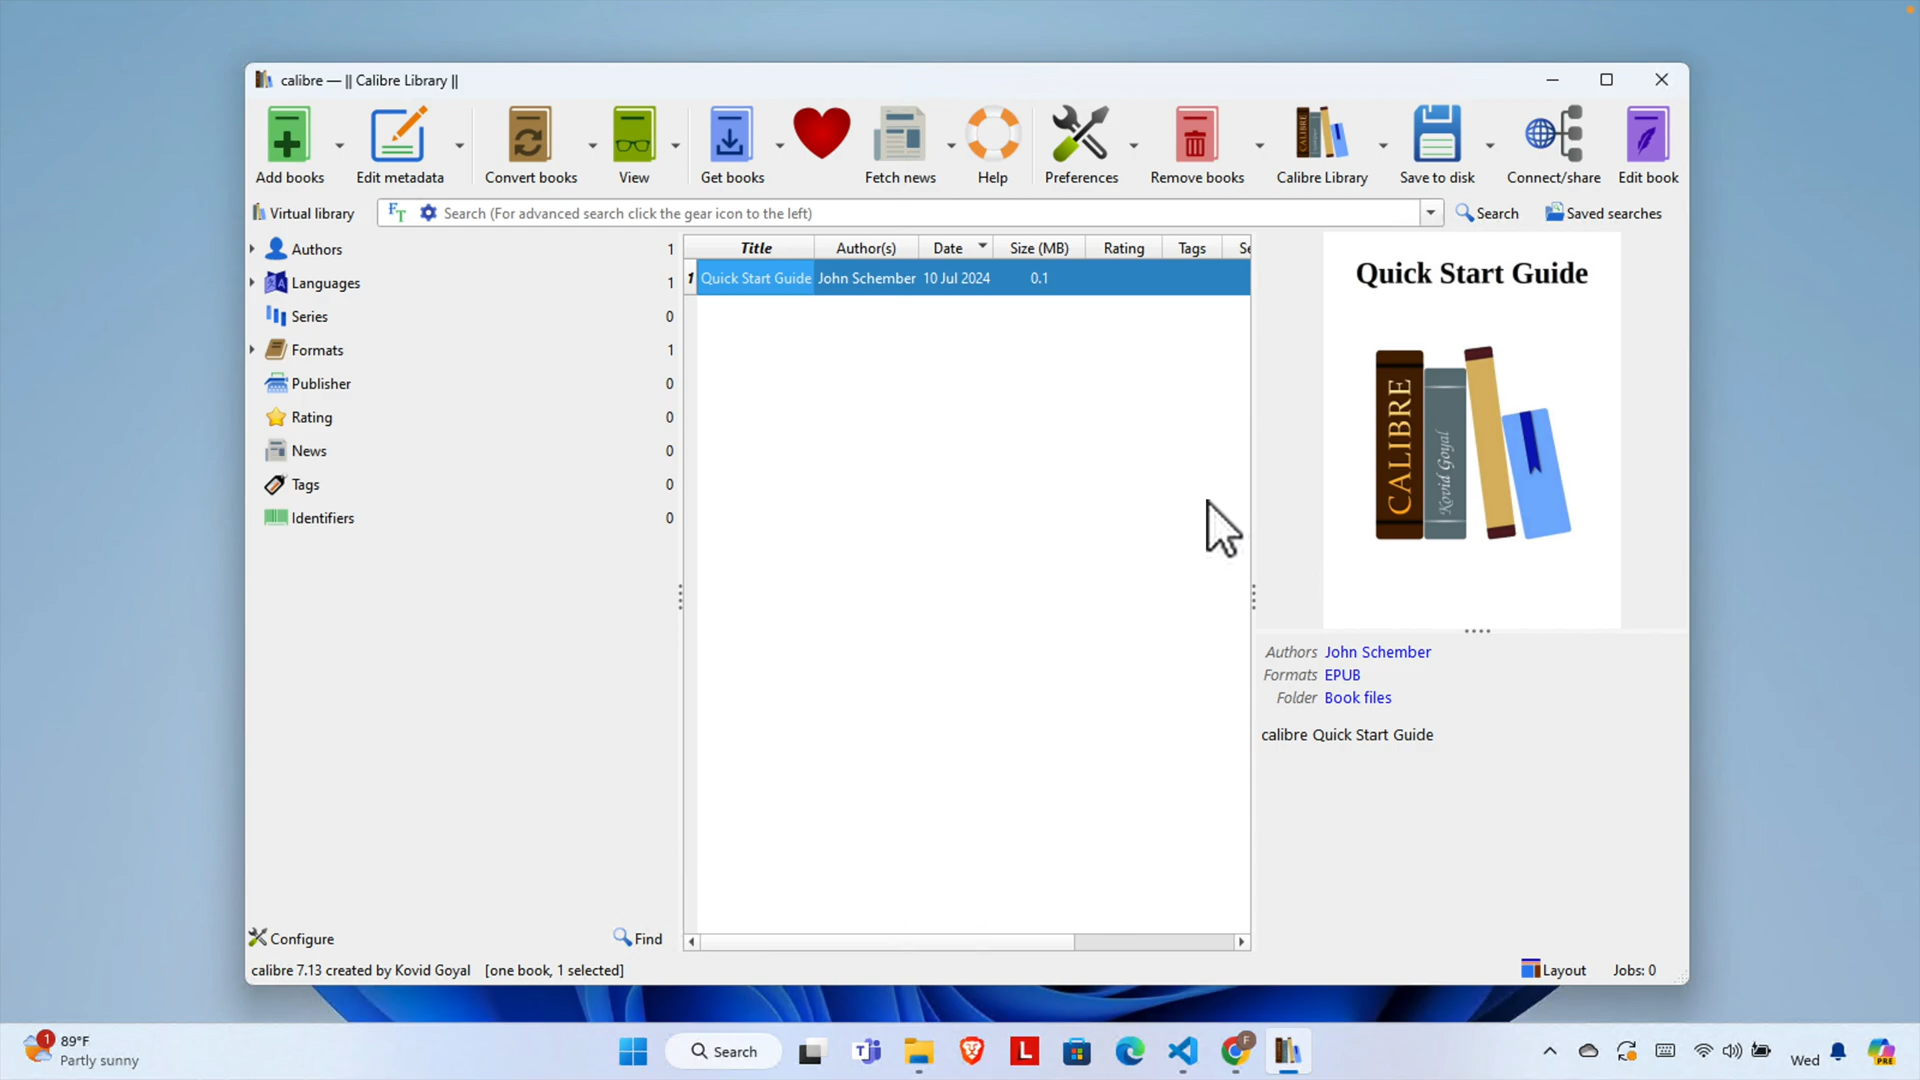 calibre — || Calibre Library ||
Add books
Edit metadata
Convert books
View
Get books
Fetch news
Help
Preferences
Remove books
CALIBRE
Calibre Library
Save to disk
Connect/share
Edit book
Virtual library
FT
Search (For advanced search click the gear icon to the left)
Search
Saved searches
Authors 1
Languages 1
Series 0
Formats 1
Publisher 0
Rating 0
News 0
Tags 0
Identifiers 0
Configure
Find
Title Author(s) Date Size (MB) Rating Tags Se
1 Quick Start Guide John Schember 10 Jul 2024 0.1
Quick Start Guide
CALIBRE
Kovid Goyal
Authors John Schember
Formats EPUB
Folder Book files
calibre Quick Start Guide
calibre 7.13 created by Kovid Goyal [one book, 1 selected]
Layout
Jobs: 0
1
89°F
Partly sunny
Search
T
L
F
Wed
PRE